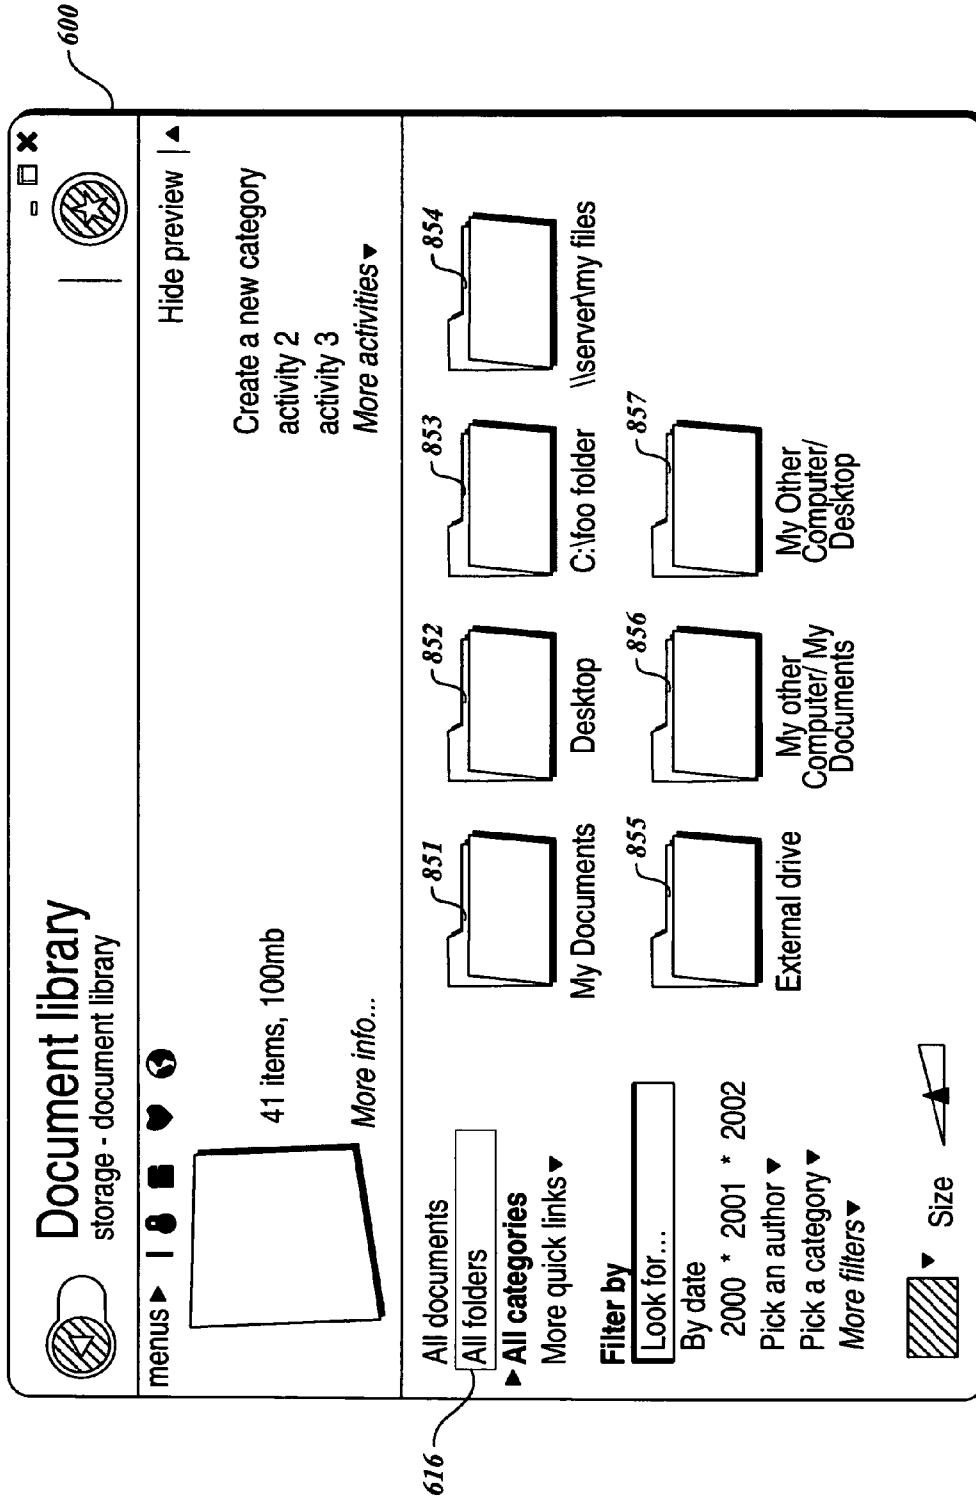 600
Document library
storage - document library
menus
Hide preview
41 items, 100mb
More info...
Create a new category
activity 2
activity 3
More activities
616
All documents
All folders
All categories
More quick links
Filter by
Look for...
By date
2000 * 2001 * 2002
Pick an author
Pick a category
More filters
Size
851
852
853
854
My Documents
Desktop
C:\foo folder
\\server\my files
855
856
857
External drive
My other
Computer/ My
Documents
My Other
Computer/
Desktop